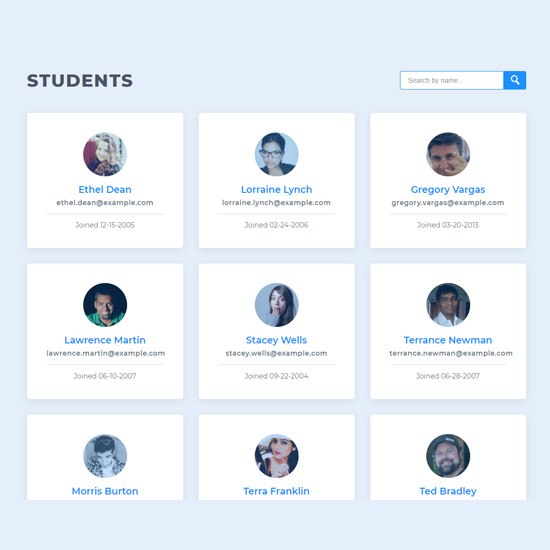 STUDENTS
Search by name...
Ethel Dean
ethel.dean@example.com
Joined 12-15-2005
Lorraine Lynch
lorraine.lynch@example.com
Joined 02-24-2006
Gregory Vargas
gregory.vargas@example.com
Joined 03-20-2013
Lawrence Martin
lawrence.martin@example.com
Joined 06-10-2007
Stacey Wells
stacey.wells@example.com
Joined 09-22-2004
Terrance Newman
terrance.newman@example.com
Joined 06-28-2007
Morris Burton
Terra Franklin
Ted Bradley